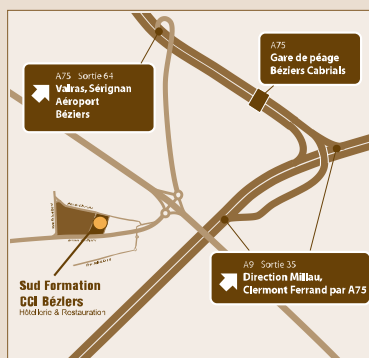 A75   Sortie 64
Valras, Sérignan
Aéroport
Béziers
A75
Gare de péage
Béziers Cabrials
A9   Sortie 35
Direction Millau,
Clermont Ferrand par A75
Sud Formation
CCI Béziers
Hôtellerie & Restauration